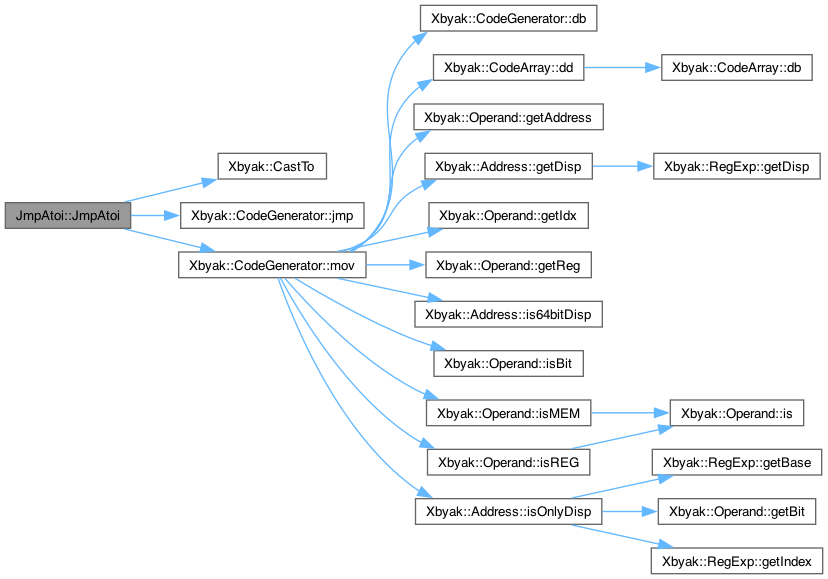 JmpAtoi::JmpAtoi
Xbyak::CastTo
Xbyak::CodeGenerator::jmp
Xbyak::CodeGenerator::mov
Xbyak::CodeGenerator::db
Xbyak::CodeArray::dd
Xbyak::CodeArray::db
Xbyak::Operand::getAddress
Xbyak::Address::getDisp
Xbyak::RegExp::getDisp
Xbyak::Operand::getIdx
Xbyak::Operand::getReg
Xbyak::Address::is64bitDisp
Xbyak::Operand::isBit
Xbyak::Operand::isMEM
Xbyak::Operand::is
Xbyak::Operand::isREG
Xbyak::Address::isOnlyDisp
Xbyak::RegExp::getBase
Xbyak::Operand::getBit
Xbyak::RegExp::getIndex